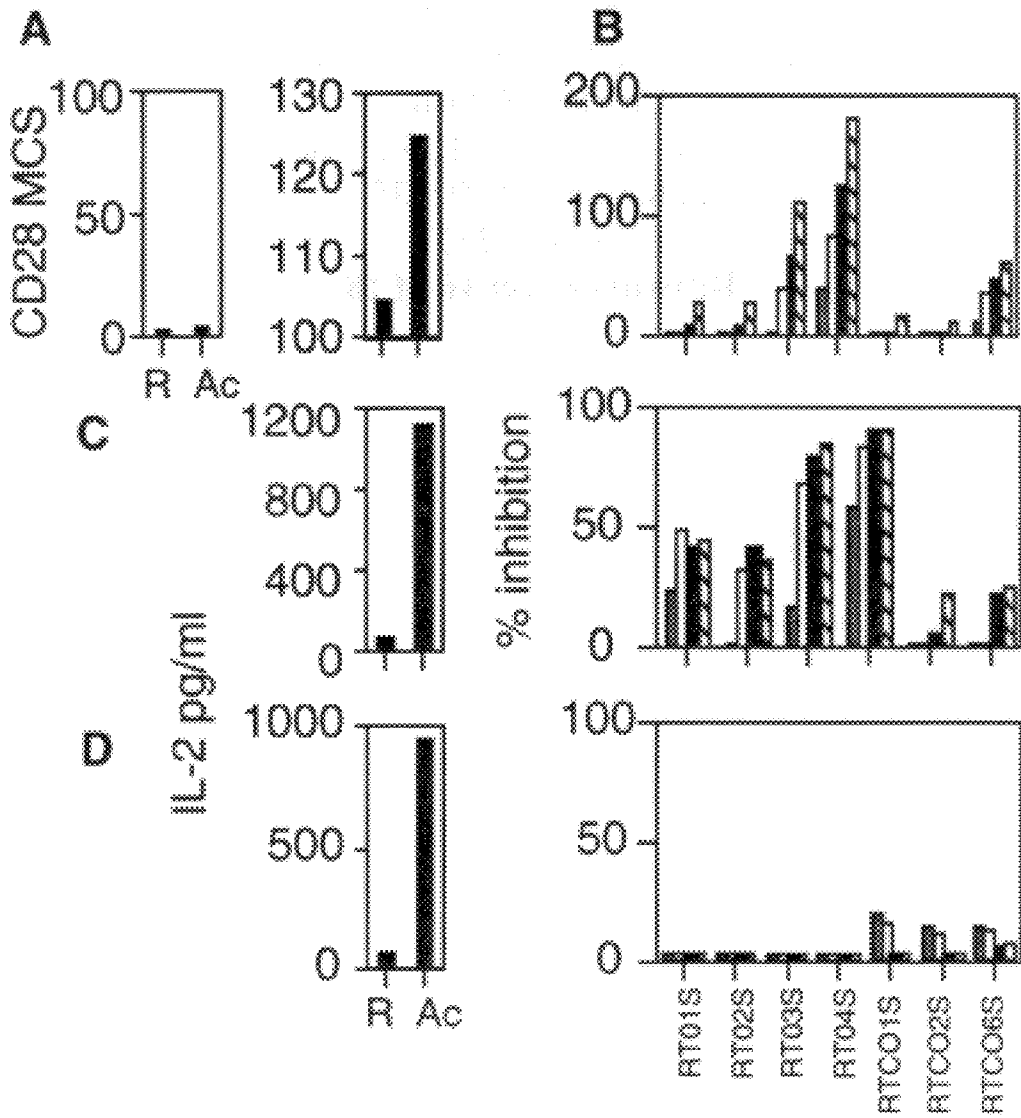 A
CD28 MCS
100
50
0
R Ac
130
120
110
100
B
200
100
0
C
IL-2 pg/ml
1200
800
400
0
% inhibition
100
50
0
D
1000
500
0
R Ac
100
50
0
RT01S
RT02S
RT03S
RT04S
RTCO1S
RTCO2S
RTCO6S